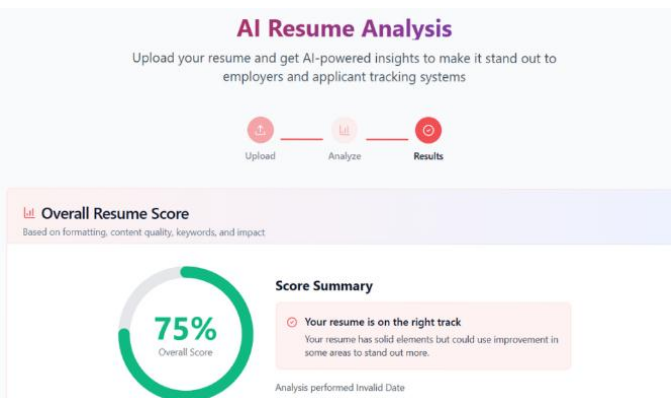 AI Resume Analysis
Upload your resume and get AI-powered insights to make it stand out to
employers and applicant tracking systems
Upload
Analyze
Results
Overall Resume Score
Based on formatting, content quality, keywords, and impact
75%
Overall Score
Score Summary
Your resume is on the right track
Your resume has solid elements but could use improvement in
some areas to stand out more.
Analysis performed Invalid Date